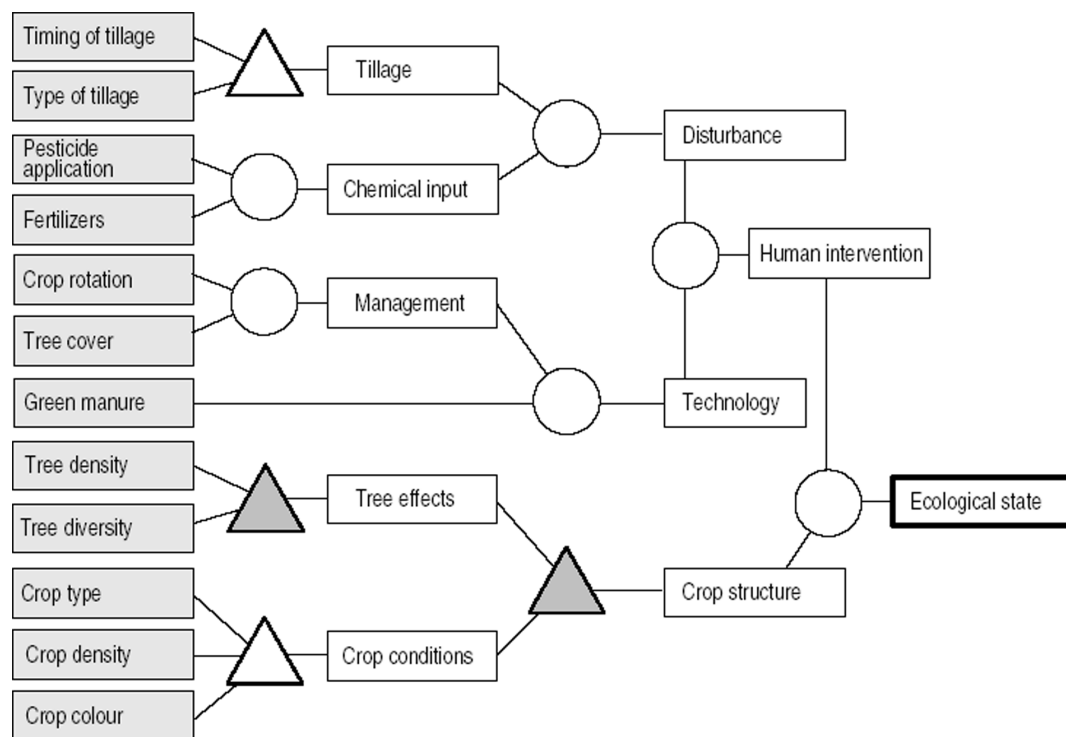 Timing of tillage
Type of tillage
Tillage
Pesticide
application
Fertilizers
Chemical input
Disturbance
Crop rotation
Tree cover
Management
Human intervention
Green manure
Technology
Tree density
Tree diversity
Tree effects
Ecological state
Crop type
Crop density
Crop colour
Crop conditions
Crop structure